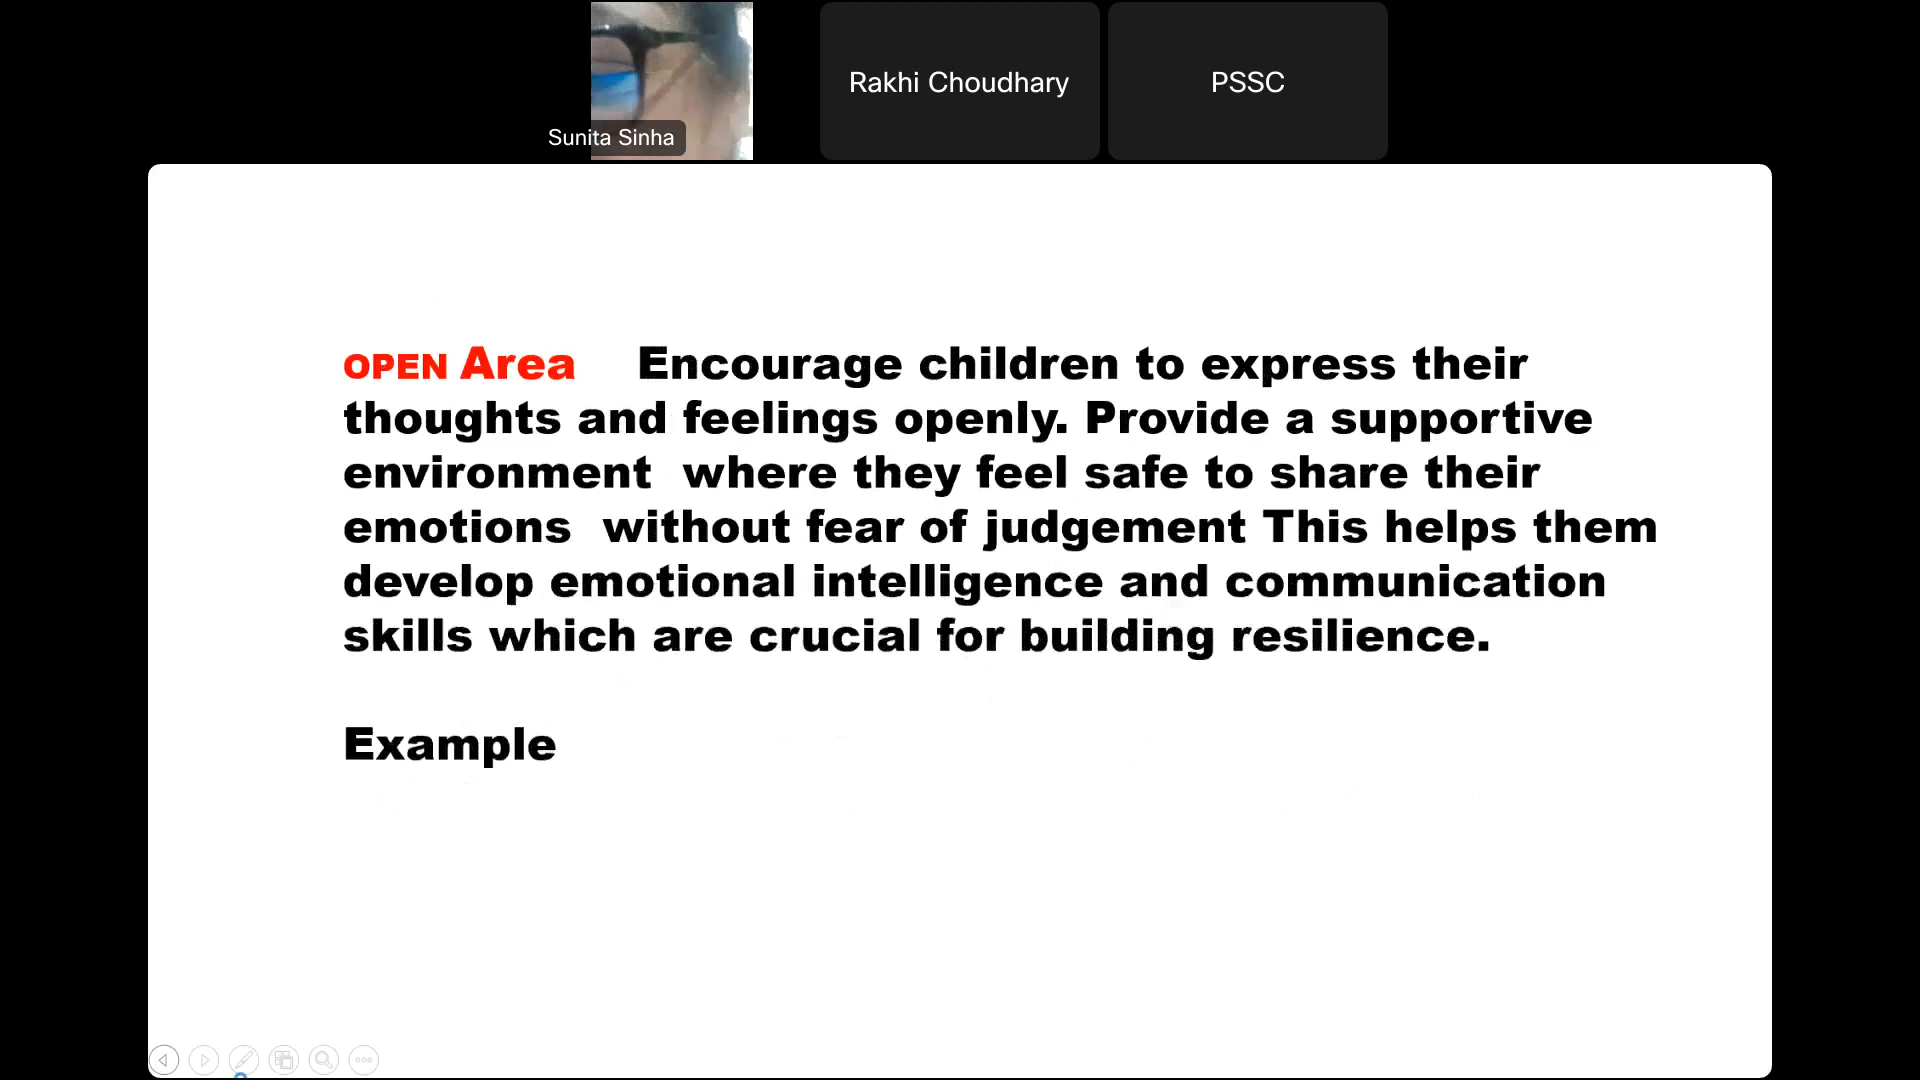 Sunita Sinha
Rakhi Choudhary
PSSC
OPEN Area Encourage children to express their
thoughts and feelings openly. Provide a supportive
environment where they feel safe to share their
emotions without fear of judgement This helps them
develop emotional intelligence and communication
skills which are crucial for building resilience.
Example